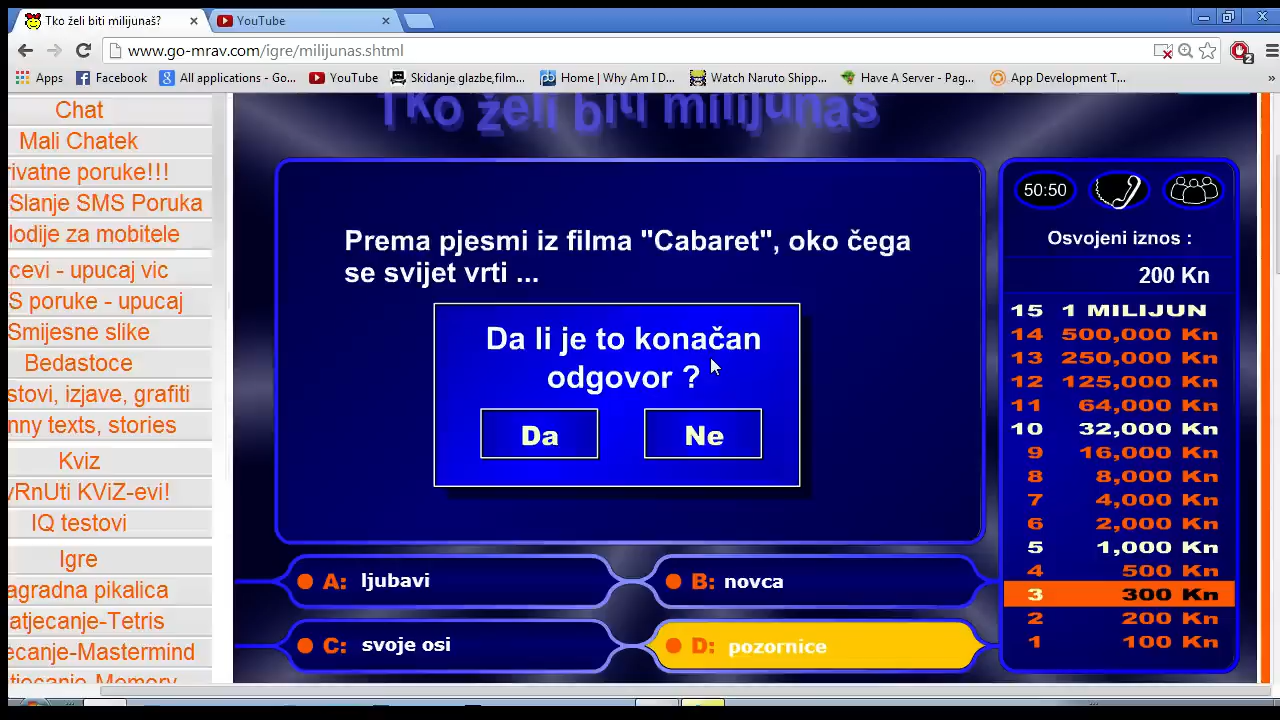 Tko želi biti milijunaš?
YouTube
www.go-mrav.com/igre/milijunas.shtml
2
Apps
Facebook
All applications - Go...
YouTube
Skidanje glazbe,film...
Home | Why Am I D...
Watch Naruto Shipp...
Have A Server - Pag...
App Development T...
»
Chat
Mali Chatek
rivatne poruke!!!
Slanje SMS Poruka
lodije za mobitele
cevi - upucaj vic
S poruke - upucaj
Smijesne slike
Bedastoce
stovi, izjave, grafiti
nny texts, stories
Kviz
vRnUti KViZ-evi!
IQ testovi
Igre
agradna pikalica
atjecanje-Tetris
ecanje-Mastermind
tjecanje-Memory
Tko želi biti milijunaš
Prema pjesmi iz filma "Cabaret", oko čega
se svijet vrti ...
Da li je to konačan
odgovor ?
Da
Ne
A: ljubavi
B: novca
C: svoje osi
D: pozornice
50:50
Osvojeni iznos :
200 Kn
15 1 MILIJUN
14 500,000 Kn
13 250,000 Kn
12 125,000 Kn
11 64,000 Kn
10 32,000 Kn
9 16,000 Kn
8 8,000 Kn
7 4,000 Kn
6 2,000 Kn
5 1,000 Kn
4 500 Kn
3 300 Kn
2 200 Kn
1 100 Kn